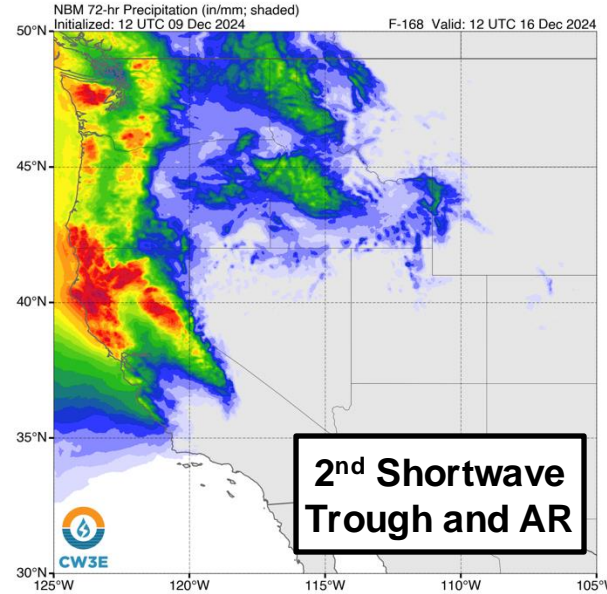 NBM 72-hr Precipitation (in/mm; shaded)
Initialized: 12 UTC 09 Dec 2024
F-168 Valid: 12 UTC 16 Dec 2024
50°N
45°N
40°N
35°N
30°N
2nd Shortwave
Trough and AR
CW3E
125°W
120°W
115°W
110°W
105°W